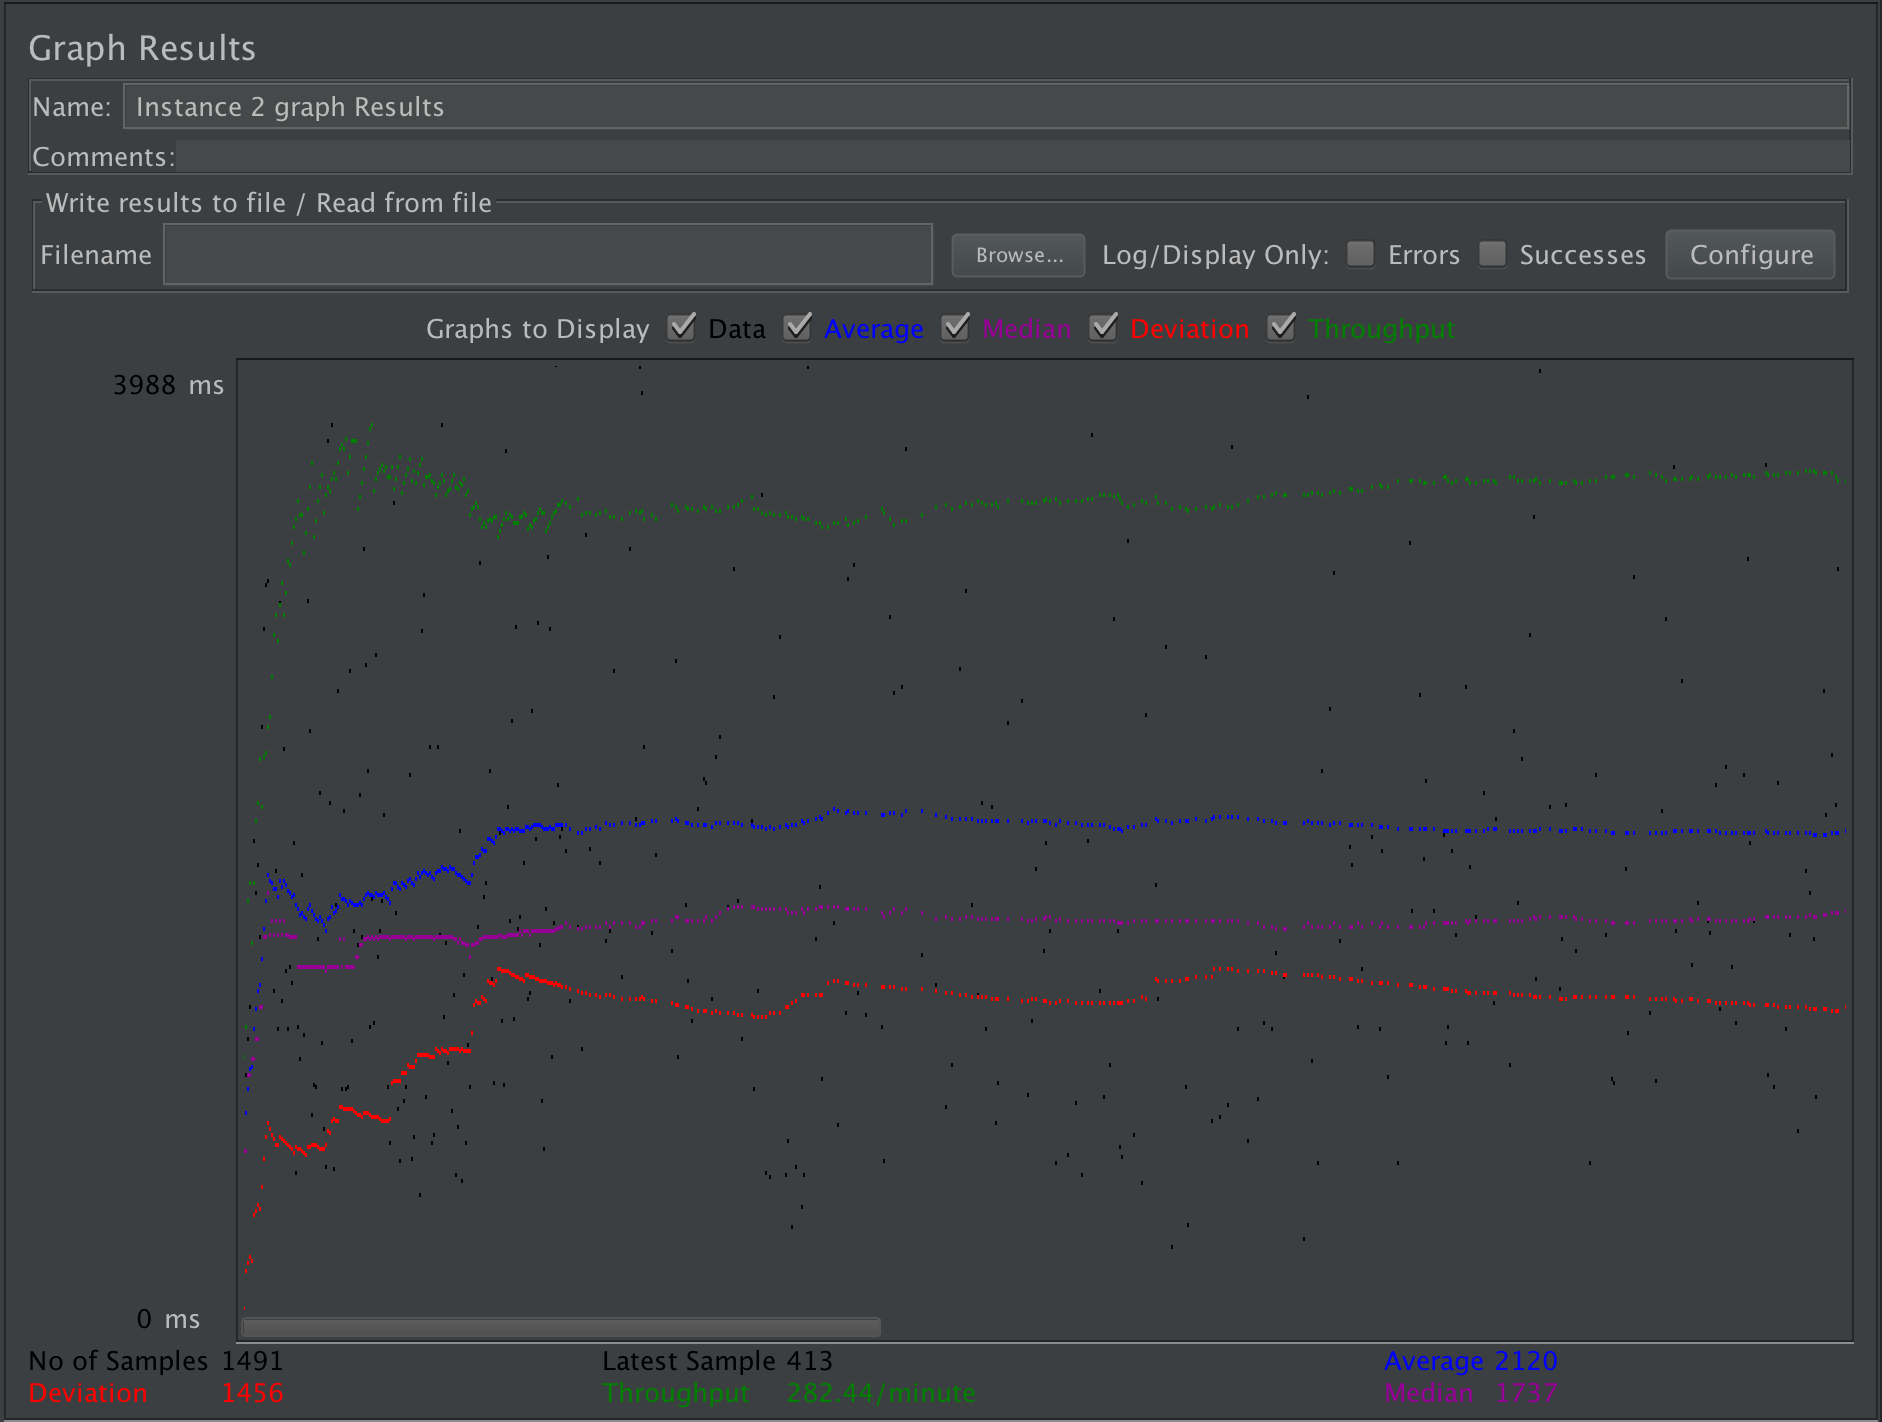 Graph Results
Name: Instance 2 graph Results
Comments:
Write results to file / Read from file
Filename Browse... Log/Display Only: Errors Successes Configure
Graphs to Display Data Average Median Deviation Throughput
3988 ms
0 ms
No of Samples 1491 Latest Sample 413 Average 2120
Deviation 1456 Throughput 282.44/minute Median 1737